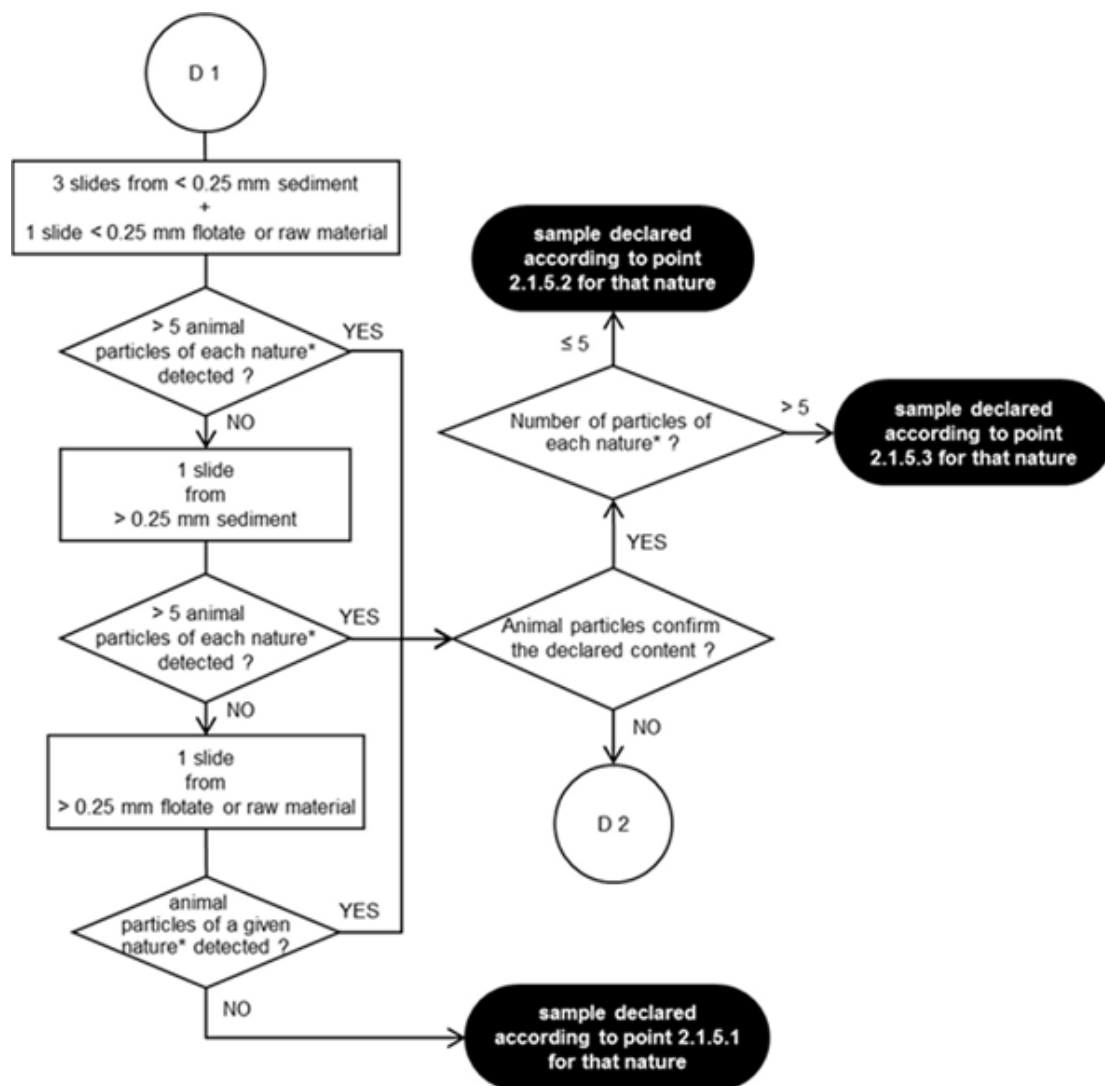 D 1
3 slides from < 0.25 mm sediment
+
1 slide < 0.25 mm flotate or raw material
> 5 animal
particles of each nature*
detected ?
YES
NO
1 slide
from
> 0.25 mm sediment
> 5 animal
particles of each nature*
detected ?
YES
NO
1 slide
from
> 0.25 mm flotate or raw material
animal
particles of a given
nature* detected ?
YES
NO
sample declared
according to point 2.1.5.1
for that nature
sample declared
according to point
2.1.5.2 for that nature
≤ 5
Number of particles of
each nature* ?
> 5
sample declared
according to point
2.1.5.3 for that nature
YES
Animal particles confirm
the declared content ?
NO
D 2